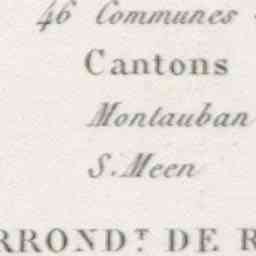 46 Communes
Cantons
Montauban
S. Meen
RROND.T DE R